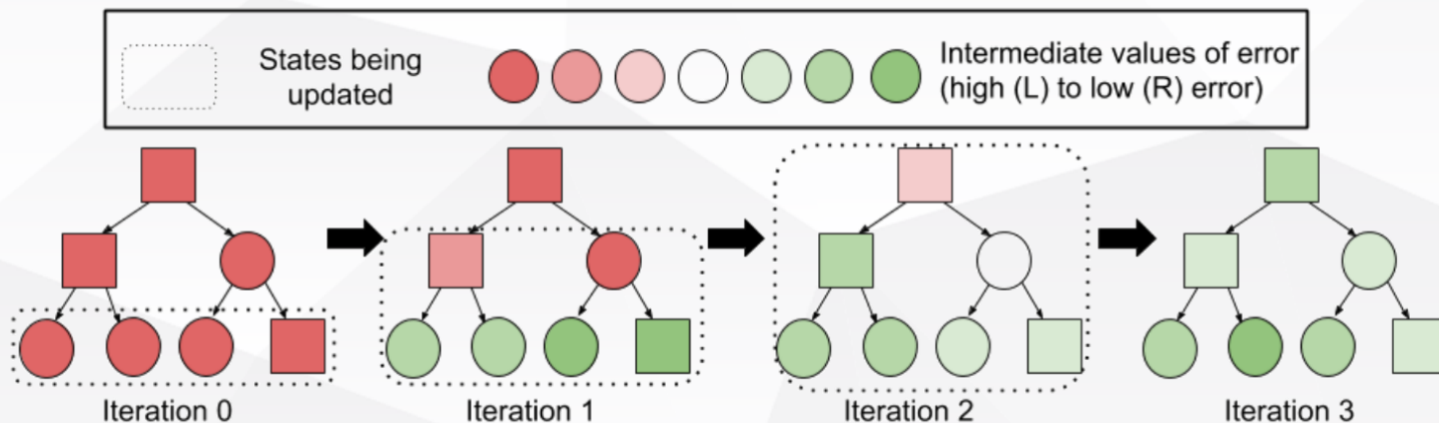 States being
updated
Intermediate values of error
(high (L) to low (R) error)
Iteration 0
Iteration 1
Iteration 2
Iteration 3